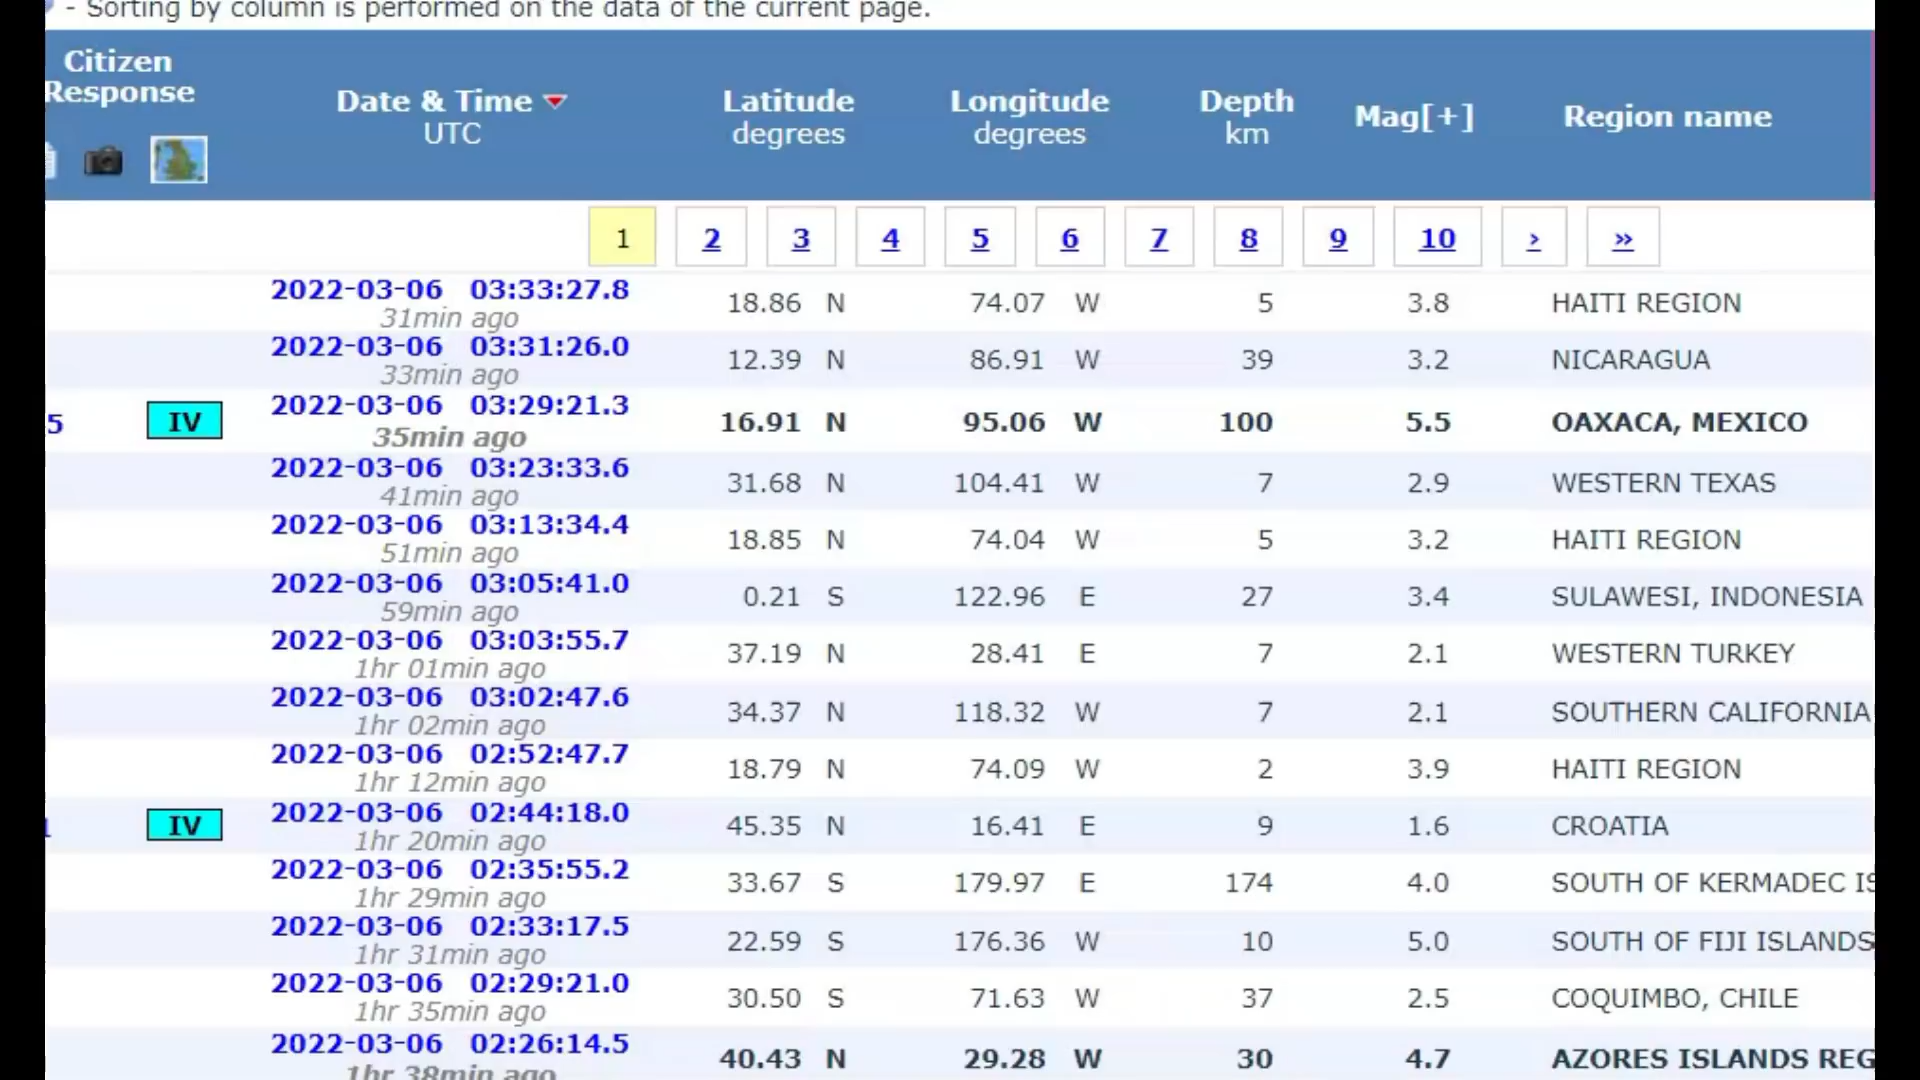 - Sorting by column is performed on the data of the current page.
Citizen
Response
Date & Time
UTC
Latitude
degrees
Longitude
degrees
Depth
km
Mag[+]
Region name
1 2 3 4 5 6 7 8 9 10 › »
2022-03-06 03:33:27.8
31min ago
18.86 N 74.07 W 5 3.8 HAITI REGION
2022-03-06 03:31:26.0
33min ago
12.39 N 86.91 W 39 3.2 NICARAGUA
5 IV 2022-03-06 03:29:21.3
35min ago
16.91 N 95.06 W 100 5.5 OAXACA, MEXICO
2022-03-06 03:23:33.6
41min ago
31.68 N 104.41 W 7 2.9 WESTERN TEXAS
2022-03-06 03:13:34.4
51min ago
18.85 N 74.04 W 5 3.2 HAITI REGION
2022-03-06 03:05:41.0
59min ago
0.21 S 122.96 E 27 3.4 SULAWESI, INDONESIA
2022-03-06 03:03:55.7
1hr 01min ago
37.19 N 28.41 E 7 2.1 WESTERN TURKEY
2022-03-06 03:02:47.6
1hr 02min ago
34.37 N 118.32 W 7 2.1 SOUTHERN CALIFORNIA
2022-03-06 02:52:47.7
1hr 12min ago
18.79 N 74.09 W 2 3.9 HAITI REGION
1 IV 2022-03-06 02:44:18.0
1hr 20min ago
45.35 N 16.41 E 9 1.6 CROATIA
2022-03-06 02:35:55.2
1hr 29min ago
33.67 S 179.97 E 174 4.0 SOUTH OF KERMADEC IS
2022-03-06 02:33:17.5
1hr 31min ago
22.59 S 176.36 W 10 5.0 SOUTH OF FIJI ISLANDS
2022-03-06 02:29:21.0
1hr 35min ago
30.50 S 71.63 W 37 2.5 COQUIMBO, CHILE
2022-03-06 02:26:14.5
1hr 38min ago
40.43 N 29.28 W 30 4.7 AZORES ISLANDS REG